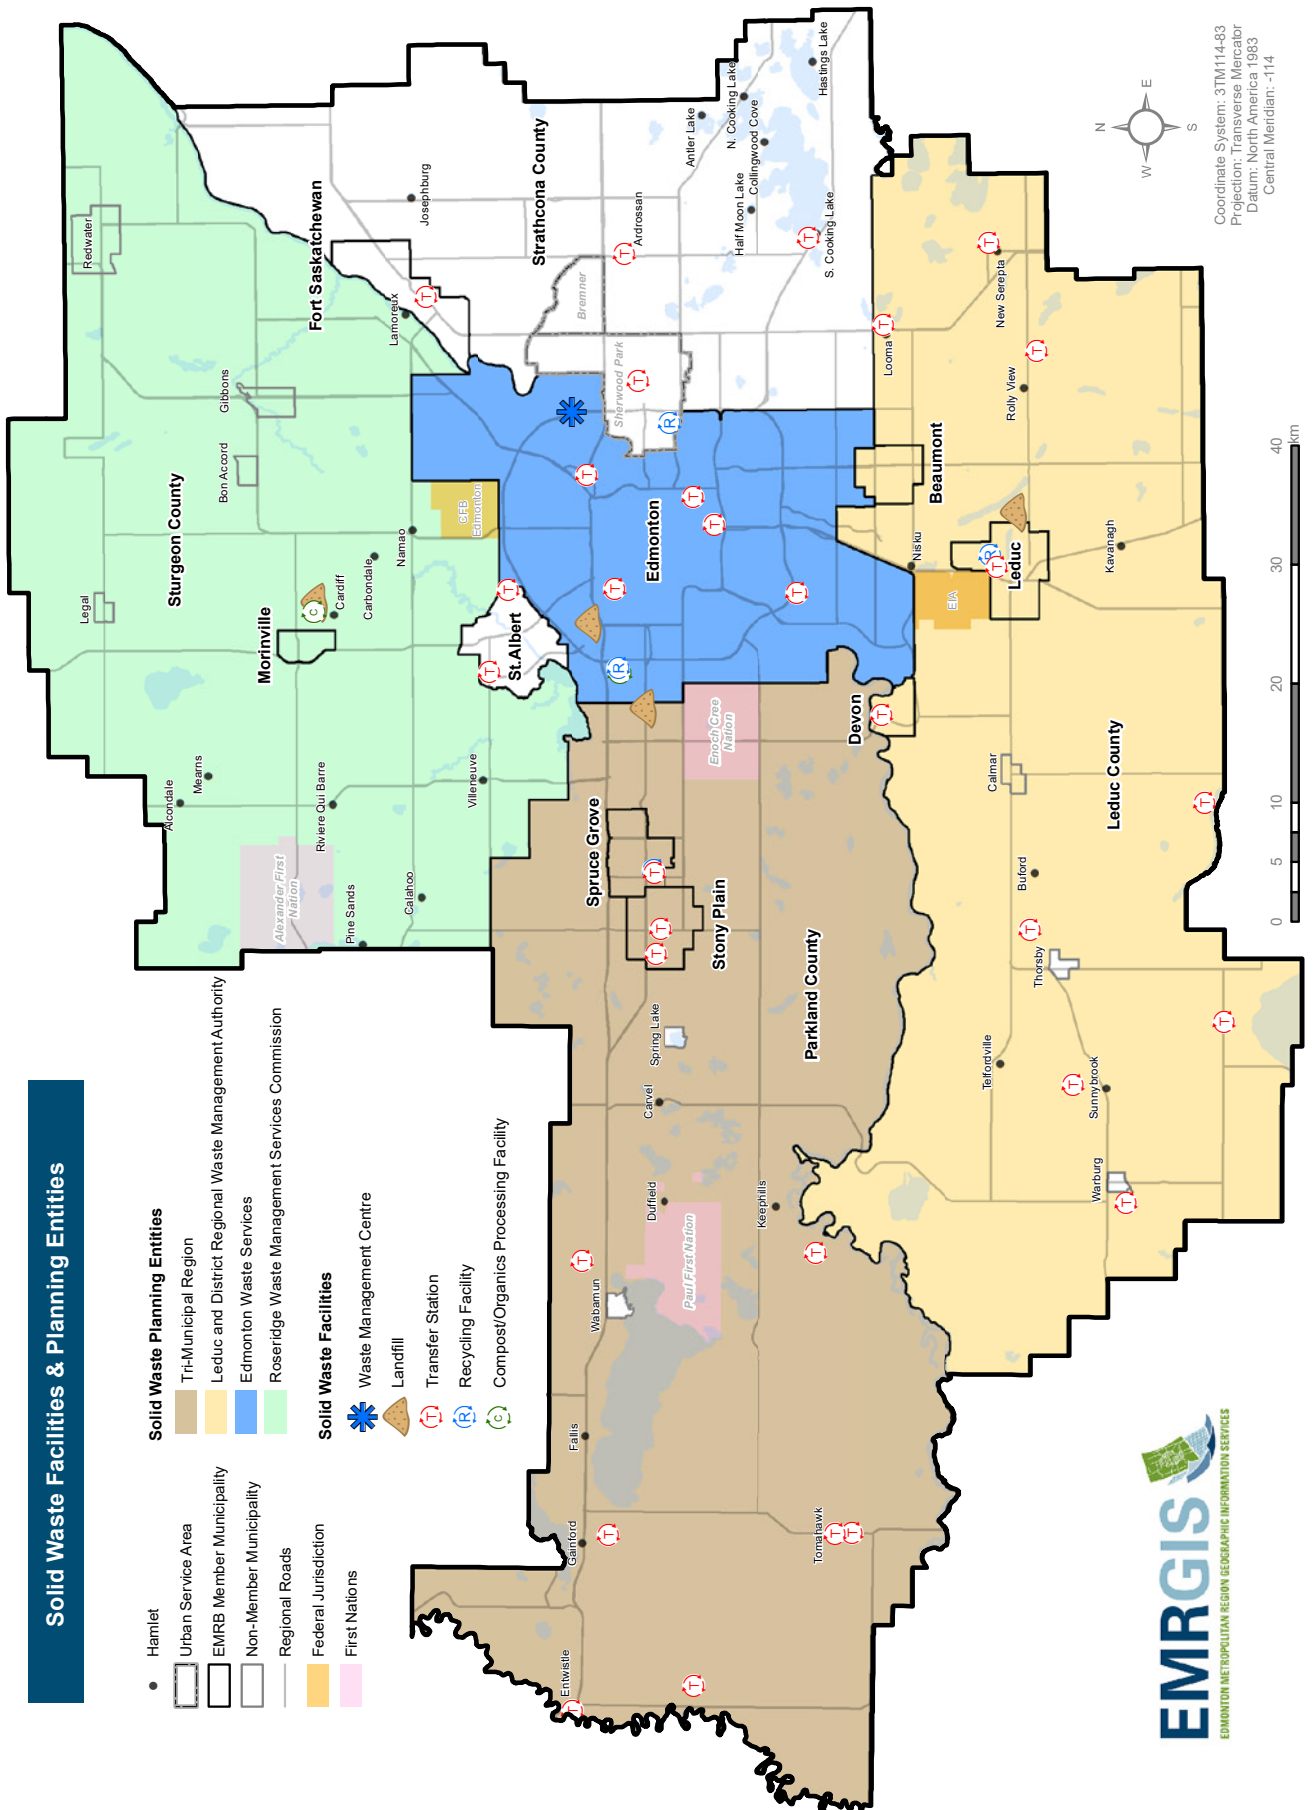 Solid Waste Facilities & Planning Entities
Hamlet
Urban Service Area
EMRB Member Municipality
Non-Member Municipality
Regional Roads
Federal Jurisdiction
First Nations
Solid Waste Planning Entities
Tri-Municipal Region
Leduc and District Regional Waste Management Authority
Edmonton Waste Services
Roseridge Waste Management Services Commission
Solid Waste Facilities
Waste Management Centre
Landfill
T
Transfer Station
R
Recycling Facility
C
Compost/Organics Processing Facility
Redwater
Legal
Sturgeon County
Bon Accord
Gibbons
Alcondale
Mearns
Morinville
C
Cardiff
Carbondale
Namao
Fort Saskatchewan
Lamoreux
T
Josephburg
Alexander First
Nation
Riviere Qui Barre
Pine Sands
Calahoo
Villeneuve
St.Albert
T
T
CFB
Edmonton
Strathcona County
Bremner
Sherwood Park
T
R
Ardrossan
T
Antler Lake
N. Cooking Lake
Collingwood Cove
Half Moon Lake
Hastings Lake
S. Cooking Lake
T
Edmonton
T
T
T
T
T
R
Enoch Cree
Nation
Spruce Grove
T
Stony Plain
T
T
Spring Lake
Carvel
Duffield
Paul First Nation
Keephills
T
Wabamun
T
Fallis
Gainford
T
Entwistle
T
T
Tomahawk
T
T
Parkland County
Devon
T
Nisku
Beaumont
Looma
T
New Serepta
T
T
Rolly View
EIA
Leduc
R
T
Kavanagh
Calmar
Leduc County
T
Buford
T
Thorsby
T
Telfordville
T
Sunnybrook
Warburg
T
N
E
S
W
Coordinate System: 3TM114-83
Projection: Transverse Mercator
Datum: North America 1983
Central Meridian: -114
0 5 10 20 30 40
km
EMRGIS
EDMONTON METROPOLITAN REGION GEOGRAPHIC INFORMATION SERVICES